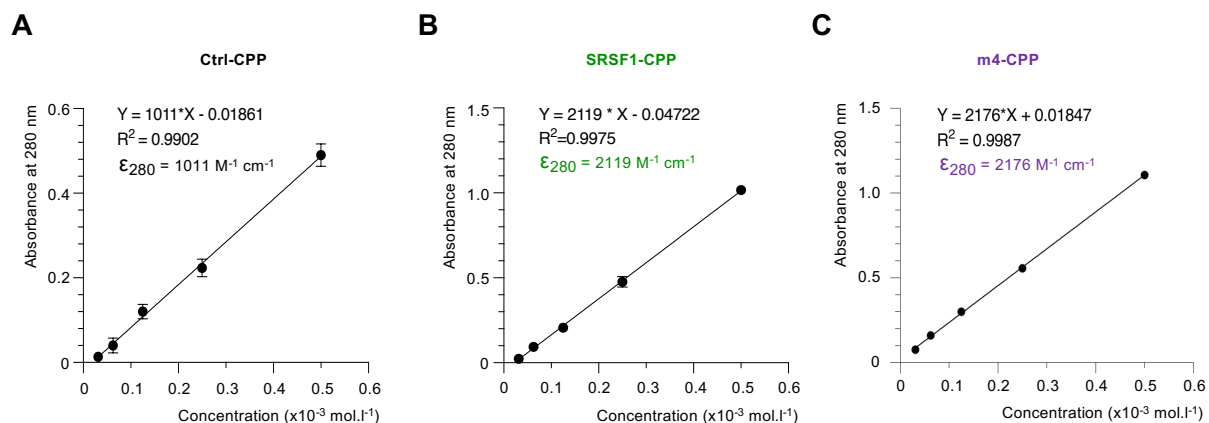 A
Ctrl-CPP
Y = 1011*X - 0.01861
R² = 0.9902
ε280 = 1011 M-1 cm-1
Absorbance at 280 nm
0.6
0.4
0.2
0
0 0.1 0.2 0.3 0.4 0.5 0.6
Concentration (x10-3 mol.l-1)
B
SRSF1-CPP
Y = 2119 * X - 0.04722
R²=0.9975
ε280 = 2119 M-1 cm-1
Absorbance at 280 nm
1.5
1.0
0.5
0
0 0.1 0.2 0.3 0.4 0.5 0.6
Concentration (x10-3 mol.l-1)
C
m4-CPP
Y = 2176*X + 0.01847
R² = 0.9987
ε280 = 2176 M-1 cm-1
Absorbance at 280 nm
1.5
1.0
0.5
0
0 0.1 0.2 0.3 0.4 0.5 0.6
Concentration (x10-3 mol.l-1)